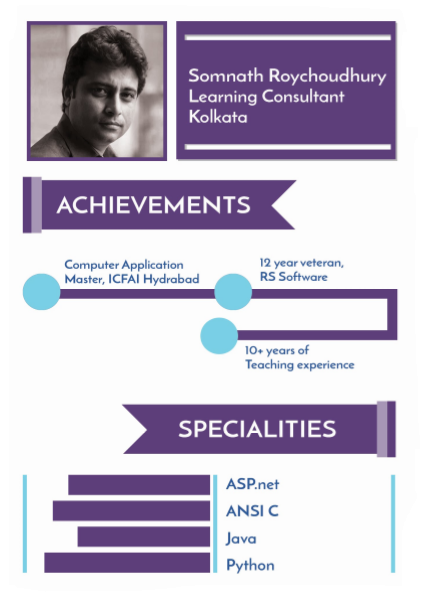 Somnath Roychoudhury
Learning Consultant
Kolkata
ACHIEVEMENTS
Computer Application
Master, ICFAI Hydrabad
12 year veteran,
RS Software
10+ years of
Teaching experience
SPECIALITIES
ASP.net
ANSI C
Java
Python